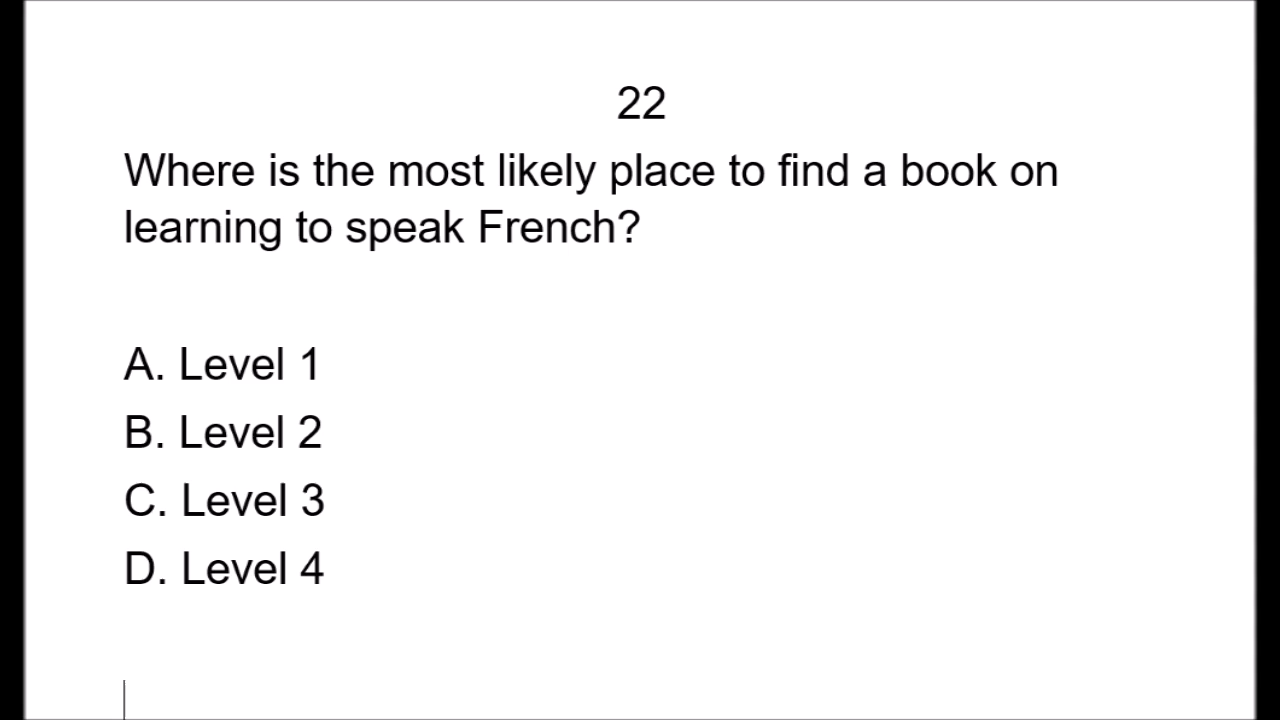 22
Where is the most likely place to find a book on
learning to speak French?
A. Level 1
B. Level 2
C. Level 3
D. Level 4